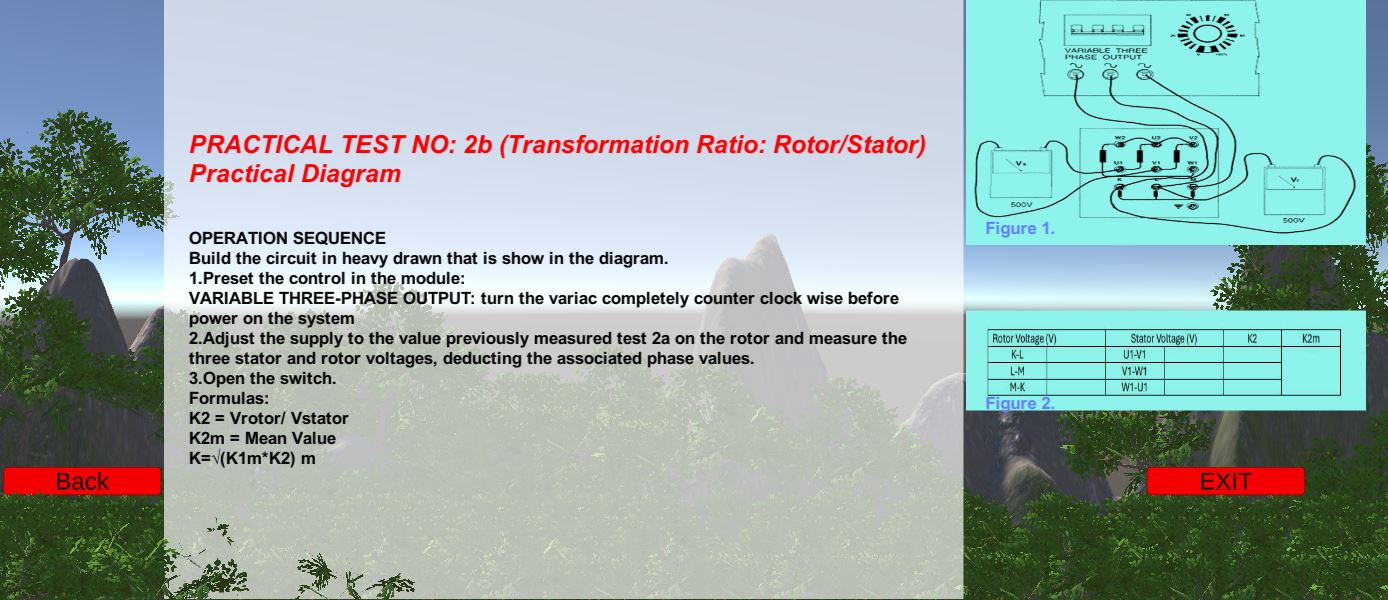 PRACTICAL TEST NO: 2b (Transformation Ratio: Rotor/Stator)
Practical Diagram
OPERATION SEQUENCE
Build the circuit in heavy drawn that is show in the diagram.
1.Preset the control in the module:
VARIABLE THREE-PHASE OUTPUT: turn the variac completely counter clock wise before
power on the system
2.Adjust the supply to the value previously measured test 2a on the rotor and measure the
three stator and rotor voltages, deducting the associated phase values.
3.Open the switch.
Formulas:
K2 = Vrotor/ Vstator
K2m = Mean Value
K=√(K1m*K2) m
Back
VARIABLE THREE
PHASE OUTPUT
0 100%
W2 U2 V2
U1 V1 W1
K
Vs
500V
Vr
500V
Figure 1.
Rotor Voltage (V) Stator Voltage (V) K2 K2m
K-L U1-V1
L-M V1-W1
M-K W1-U1
Figure 2.
EXIT